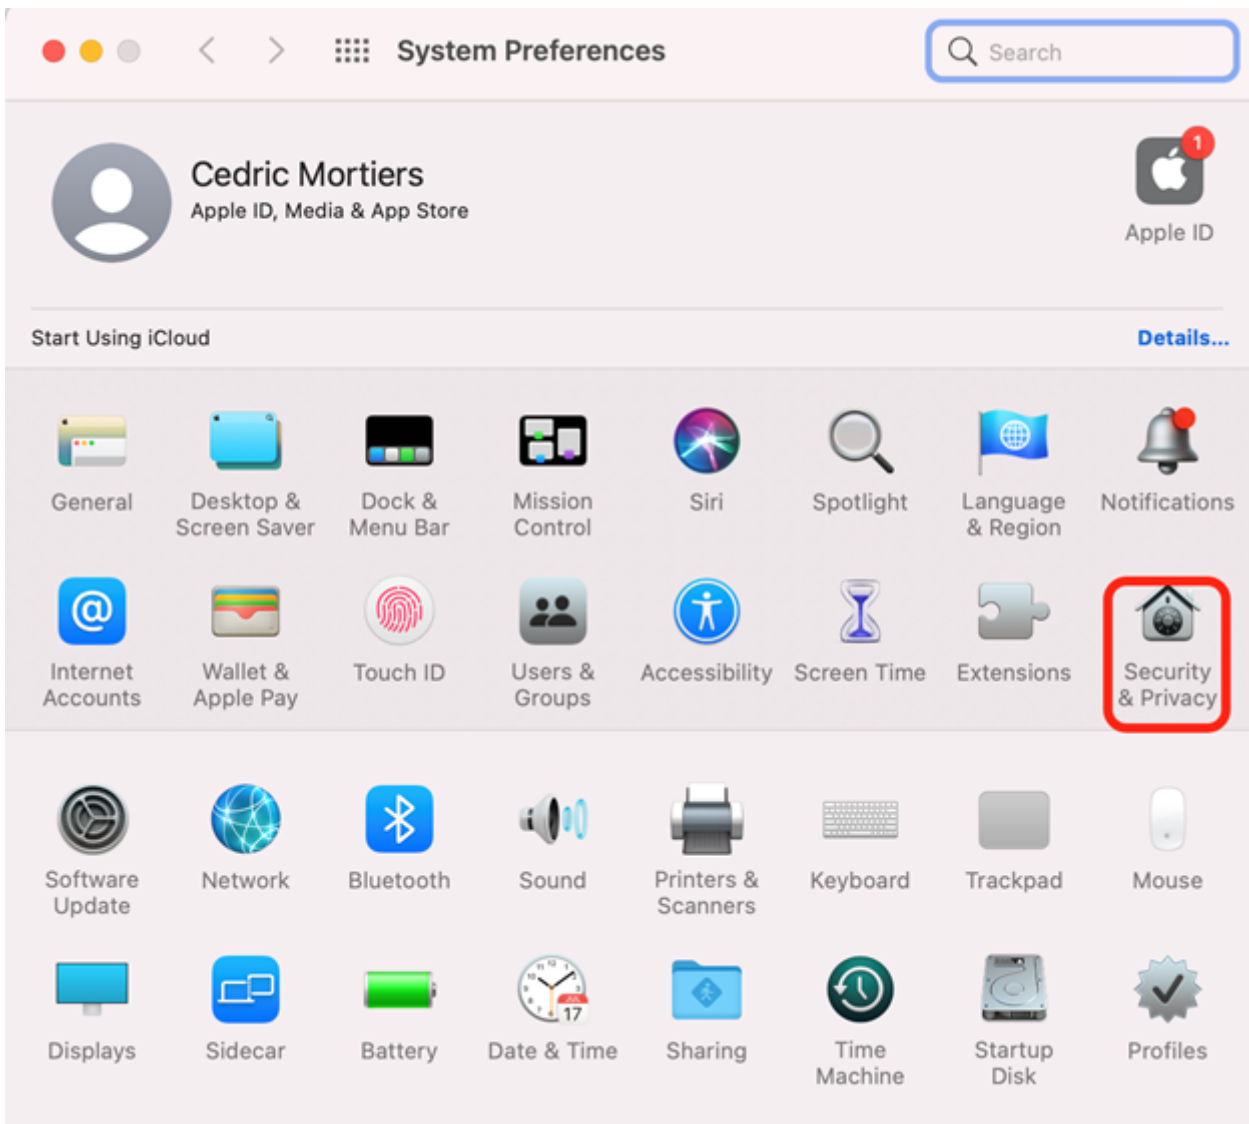 System Preferences
Search
Cedric Mortiers
Apple ID, Media & App Store
1
Apple ID
Start Using iCloud
Details...
General
Desktop &
Screen Saver
Dock &
Menu Bar
Mission
Control
Siri
Spotlight
Language
& Region
Notifications
Internet
Accounts
Wallet &
Apple Pay
Touch ID
Users &
Groups
Accessibility
Screen Time
Extensions
Security
& Privacy
Software
Update
Network
Bluetooth
Sound
Printers &
Scanners
Keyboard
Trackpad
Mouse
Displays
Sidecar
Battery
17
Date & Time
Sharing
Time
Machine
Startup
Disk
Profiles